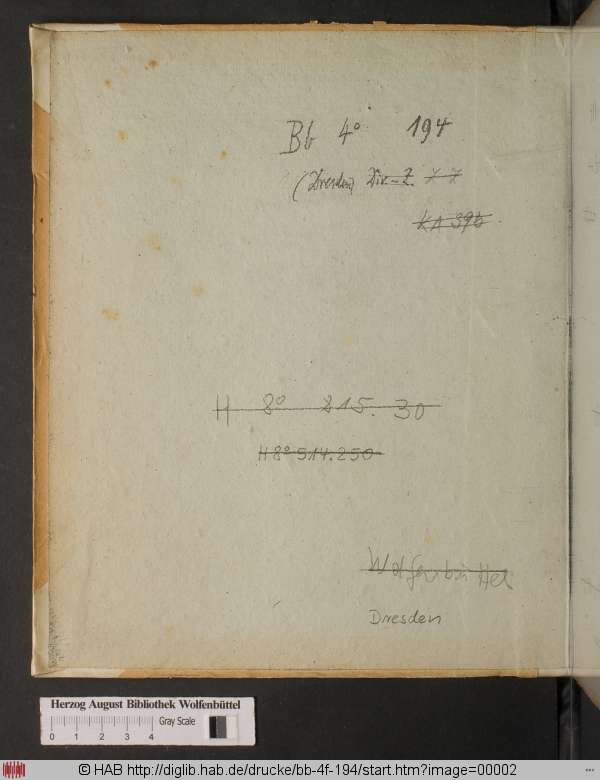 Bb 4° 194
(Dresden) Div.-Z.
KA 396
H 8° 215. 30
H 8° 514.250
Wolfenbüttel
Dresden
Herzog August Bibliothek Wolfenbüttel
0 1 2 3 4 Gray Scale
© HAB http://diglib.hab.de/drucke/bb-4f-194/start.htm?image=00002